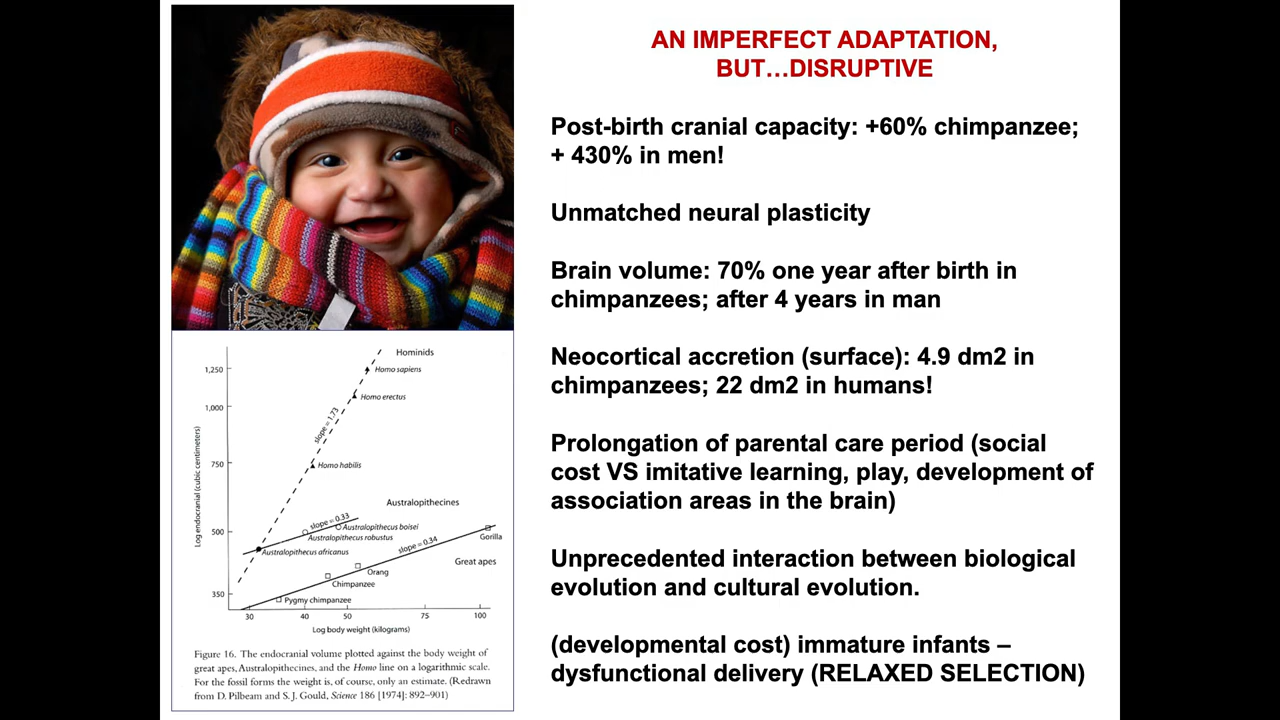 AN IMPERFECT ADAPTATION,
BUT…DISRUPTIVE
Post-birth cranial capacity: +60% chimpanzee;
+ 430% in men!
Unmatched neural plasticity
Brain volume: 70% one year after birth in
chimpanzees; after 4 years in man
Neocortical accretion (surface): 4.9 dm2 in
chimpanzees; 22 dm2 in humans!
Prolongation of parental care period (social
cost VS imitative learning, play, development of
association areas in the brain)
Unprecedented interaction between biological
evolution and cultural evolution.
(developmental cost) immature infants –
dysfunctional delivery (RELAXED SELECTION)
Hominids
1,250
Homo sapiens
Homo erectus
1,000
slope = 1.73
750
Homo habilis
Log endocranial (cubic centimeters)
Australopithecines
slope = 0.33
Australopithecus boisei
500
Australopithecus robustus
Gorilla
slope = 0.34
Australopithecus africanus
Great apes
Orang
Chimpanzee
350
Pygmy chimpanzee
30 40 50 75 100
Log body weight (kilograms)
Figure 16. The endocranial volume plotted against the body weight of
great apes, Australopithecines, and the Homo line on a logarithmic scale.
For the fossil forms the weight is, of course, only an estimate. (Redrawn
from D. Pilbeam and S. J. Gould, Science 186 [1974]: 892–901)